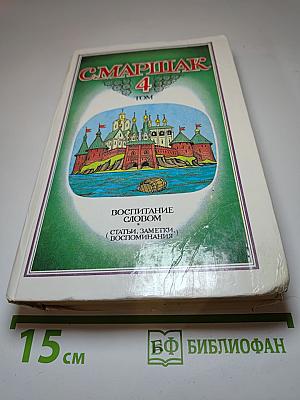 С. МАРШАК
4
ТОМ
ВОСПИТАНИЕ
СЛОВОМ
(СТАТЬИ, ЗАМЕТКИ,
ВОСПОМИНАНИЯ)
15 см
БФ БИБЛИОФАН